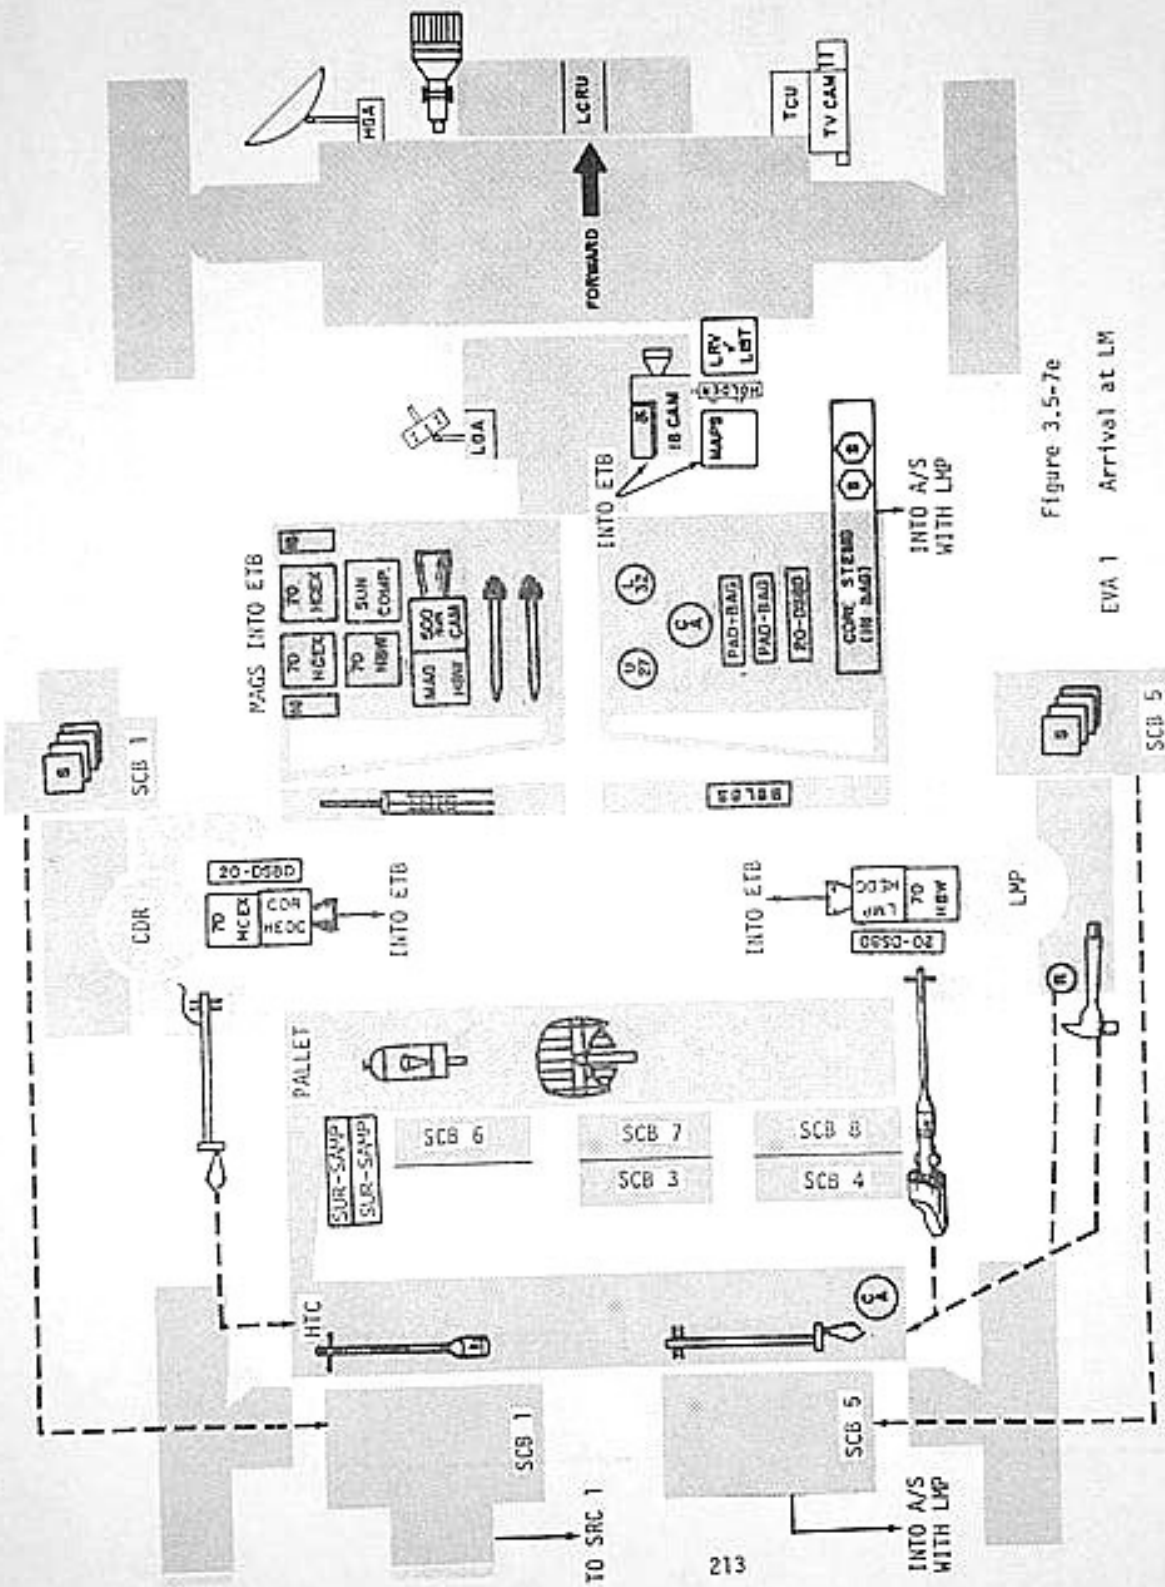 HGA
LCRU
TCU
TV CAM
FORWARD
LGA
INTO ETB
16 CAM
MAPS
HOLDER
LRV
LIST
MAGS INTO ETB
70
HCEX
70
HCEX
SUN
COMP.
70
HBW
500
MM
CAM
MAG
HBW
U
27
L
32
C
A
PAD-BAG
PAD-BAG
20-DSBD
CORE STEMS
(IN BAG)
S
S
INTO A/S
WITH LMP
S
SCB 1
S
SCB 5
CDR
20-DSBD
70
HCEX
CDR
HEDC
INTO ETB
INTO ETB
LMP
HEDC
70
HBW
20-DSBD
LMP
PALLET
SUR-SAMP
SUR-SAMP
SCB 6
SCB 7
SCB 3
SCB 8
SCB 4
HTC
C
A
SCB 1
SCB 5
TO SRC 1
INTO A/S
WITH LMP
Figure 3.5-7e
EVA 1 Arrival at LM
213